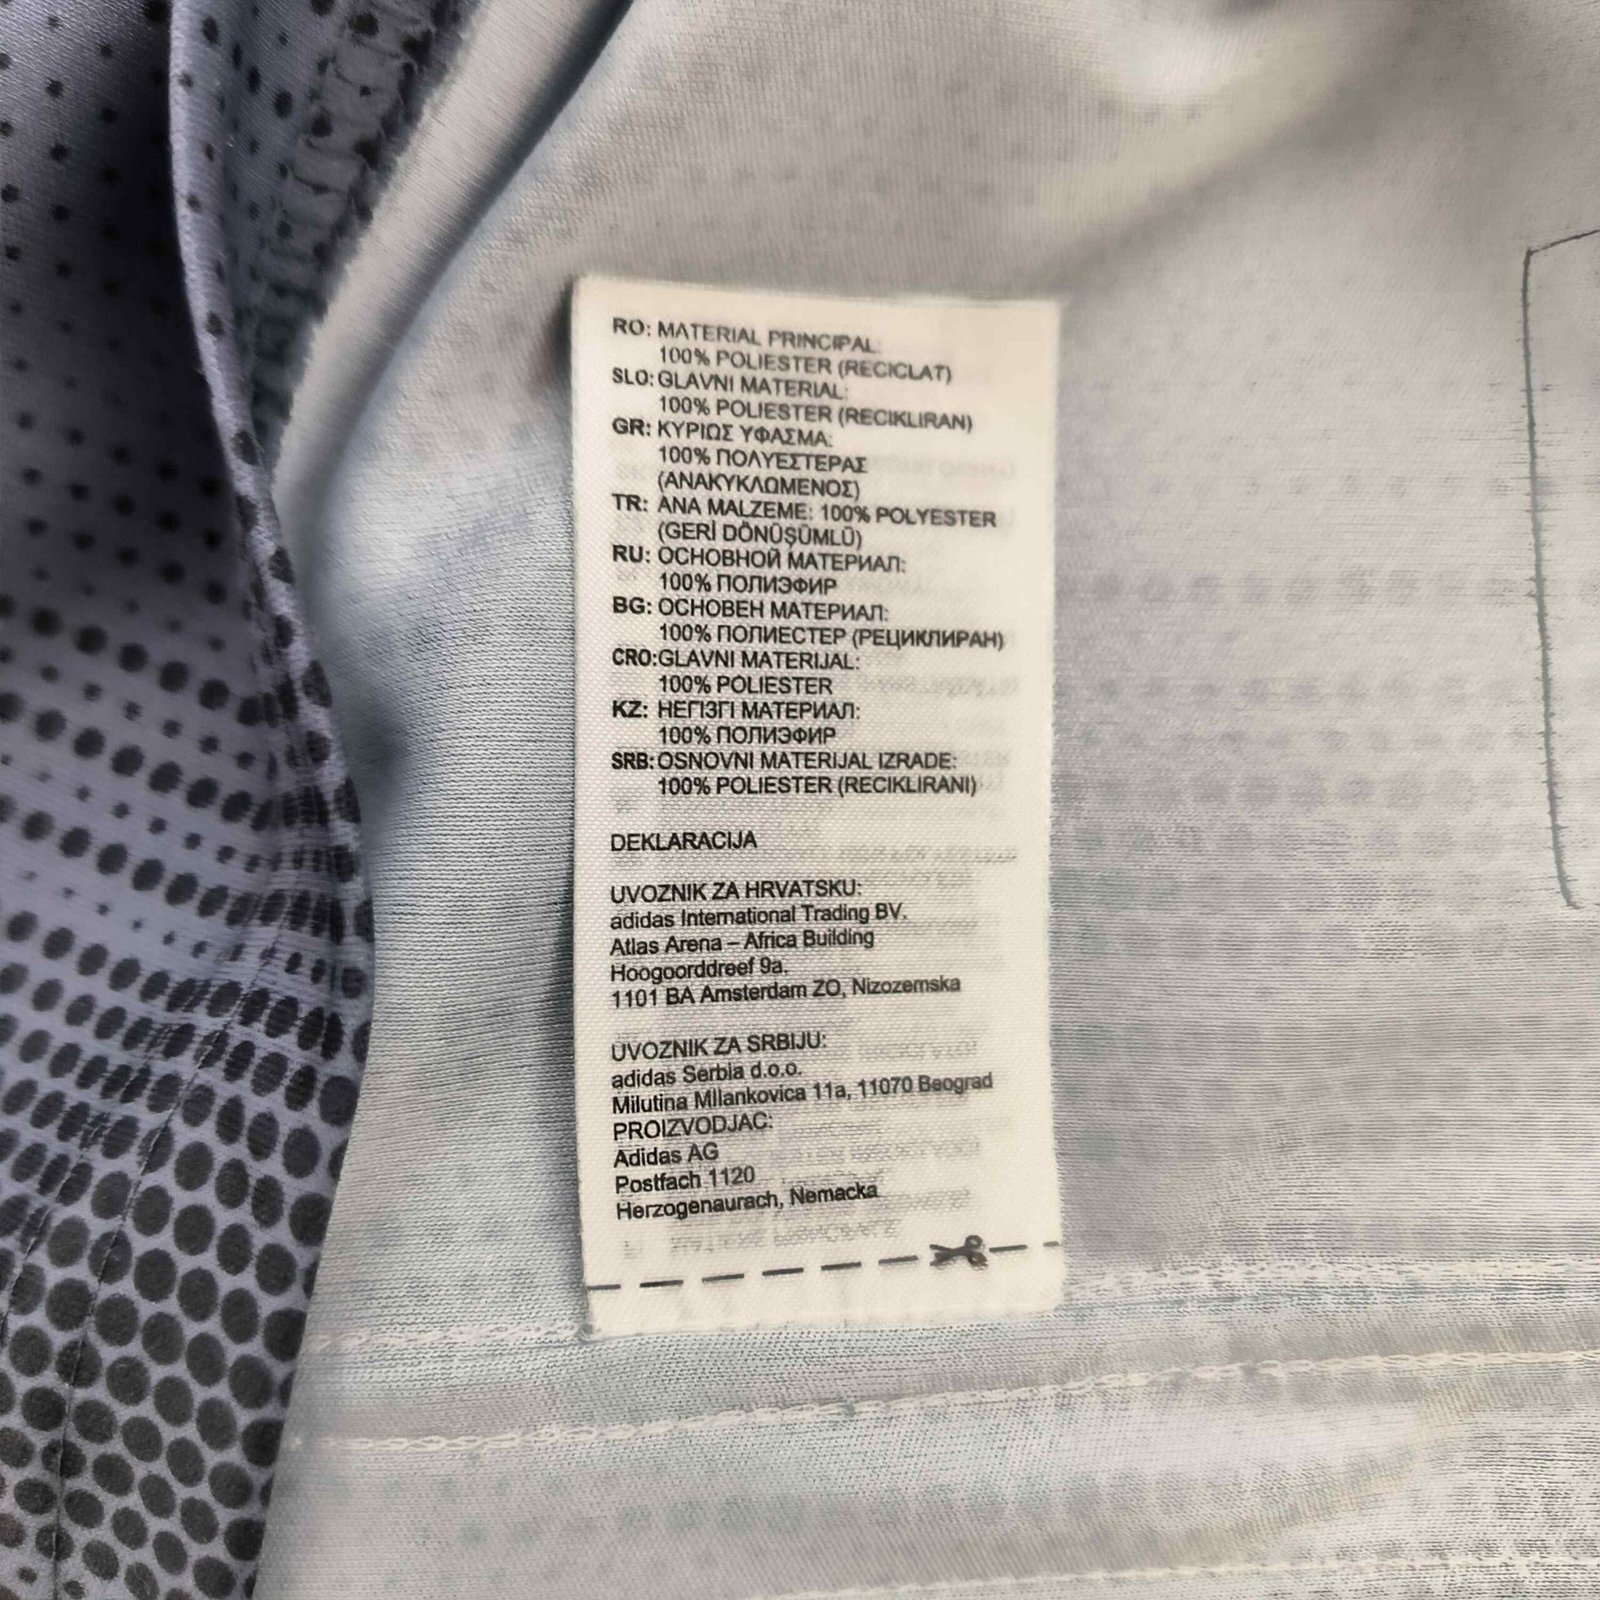 RO: MATERIAL PRINCIPAL:
100% POLIESTER (RECICLAT)
SLO: GLAVNI MATERIAL:
100% POLIESTER (RECIKLIRAN)
GR: ΚΥΡΙΩΣ ΥΦΑΣΜΑ:
100% ΠΟΛΥΕΣΤΕΡΑΣ
(ΑΝΑΚΥΚΛΩΜΕΝΟΣ)
TR: ANA MALZEME: 100% POLYESTER
(GERİ DÖNÜŞÜMLÜ)
RU: ОСНОВНОЙ МАТЕРИАЛ:
100% ПОЛИЭФИР
BG: ОСНОВЕН МАТЕРИАЛ:
100% ПОЛИЕСТЕР (РЕЦИКЛИРАН)
CRO: GLAVNI MATERIJAL:
100% POLIESTER
KZ: НЕГІЗГІ МАТЕРИАЛ:
100% ПОЛИЭФИР
SRB: OSNOVNI MATERIJAL IZRADE:
100% POLIESTER (RECIKLIRANI)
DEKLARACIJA
UVOZNIK ZA HRVATSKU:
adidas International Trading BV.
Atlas Arena – Africa Building
Hoogoorddreef 9a.
1101 BA Amsterdam ZO, Nizozemska
UVOZNIK ZA SRBIJU:
adidas Serbia d.o.o.
Milutina Milankovica 11a, 11070 Beograd
PROIZVODJAC:
Adidas AG
Postfach 1120
Herzogenaurach, Nemacka